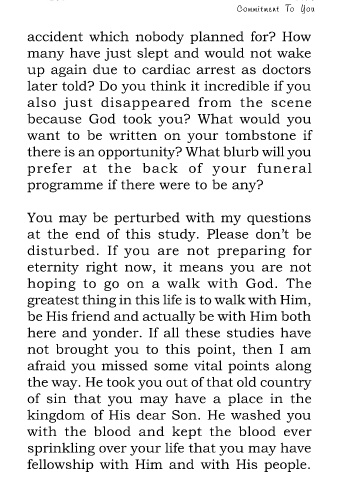 Commitment To You
accident which nobody planned for? How
many have just slept and would not wake
up again due to cardiac arrest as doctors
later told? Do you think it incredible if you
also just disappeared from the scene
because God took you? What would you
want to be written on your tombstone if
there is an opportunity? What blurb will you
prefer at the back of your funeral
programme if there were to be any?
You may be perturbed with my questions
at the end of this study. Please don't be
disturbed. If you are not preparing for
eternity right now, it means you are not
hoping to go on a walk with God. The
greatest thing in this life is to walk with Him,
be His friend and actually be with Him both
here and yonder. If all these studies have
not brought you to this point, then I am
afraid you missed some vital points along
the way. He took you out of that old country
of sin that you may have a place in the
kingdom of His dear Son. He washed you
with the blood and kept the blood ever
sprinkling over your life that you may have
fellowship with Him and with His people.